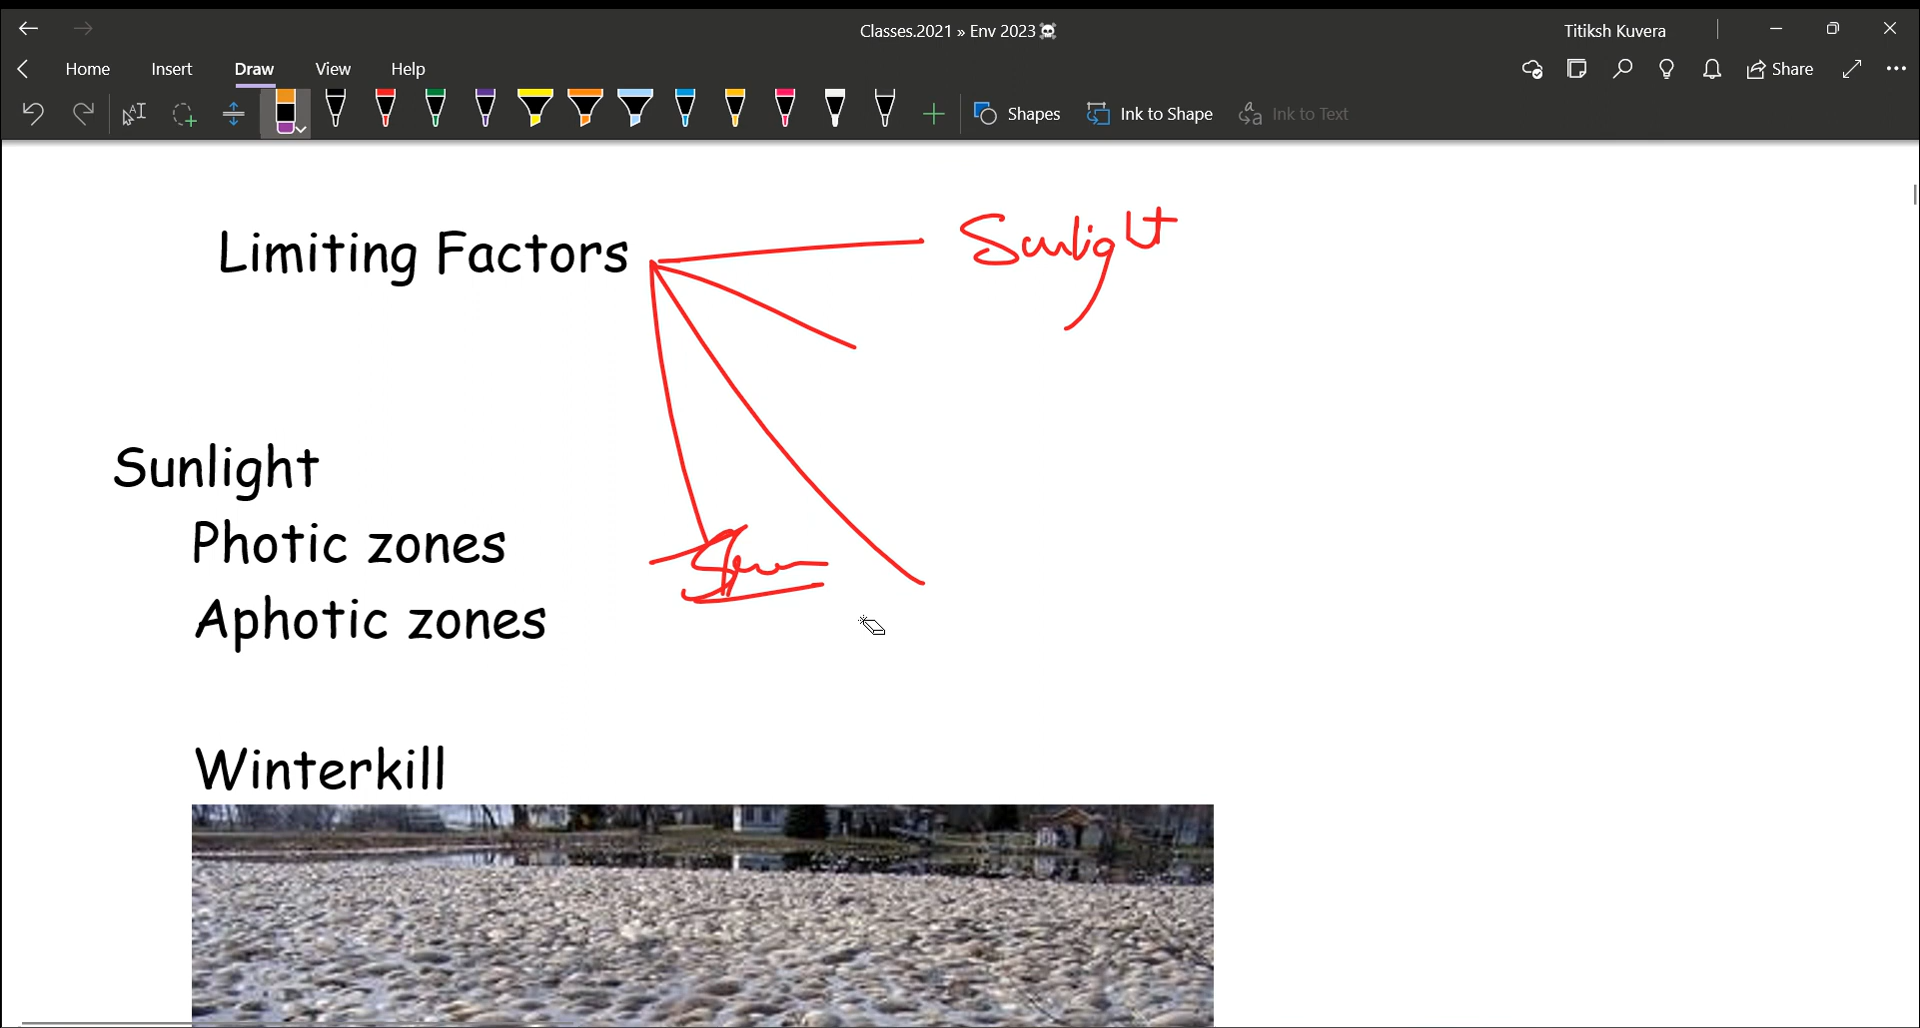 Classes.2021 » Env 2023☠ Titiksh Kuvera
Home Insert Draw View Help Share
Shapes Ink to Shape Ink to Text
Limiting Factors Sunlight
Sunlight
Photic zones
Aphotic zones
Winterkill